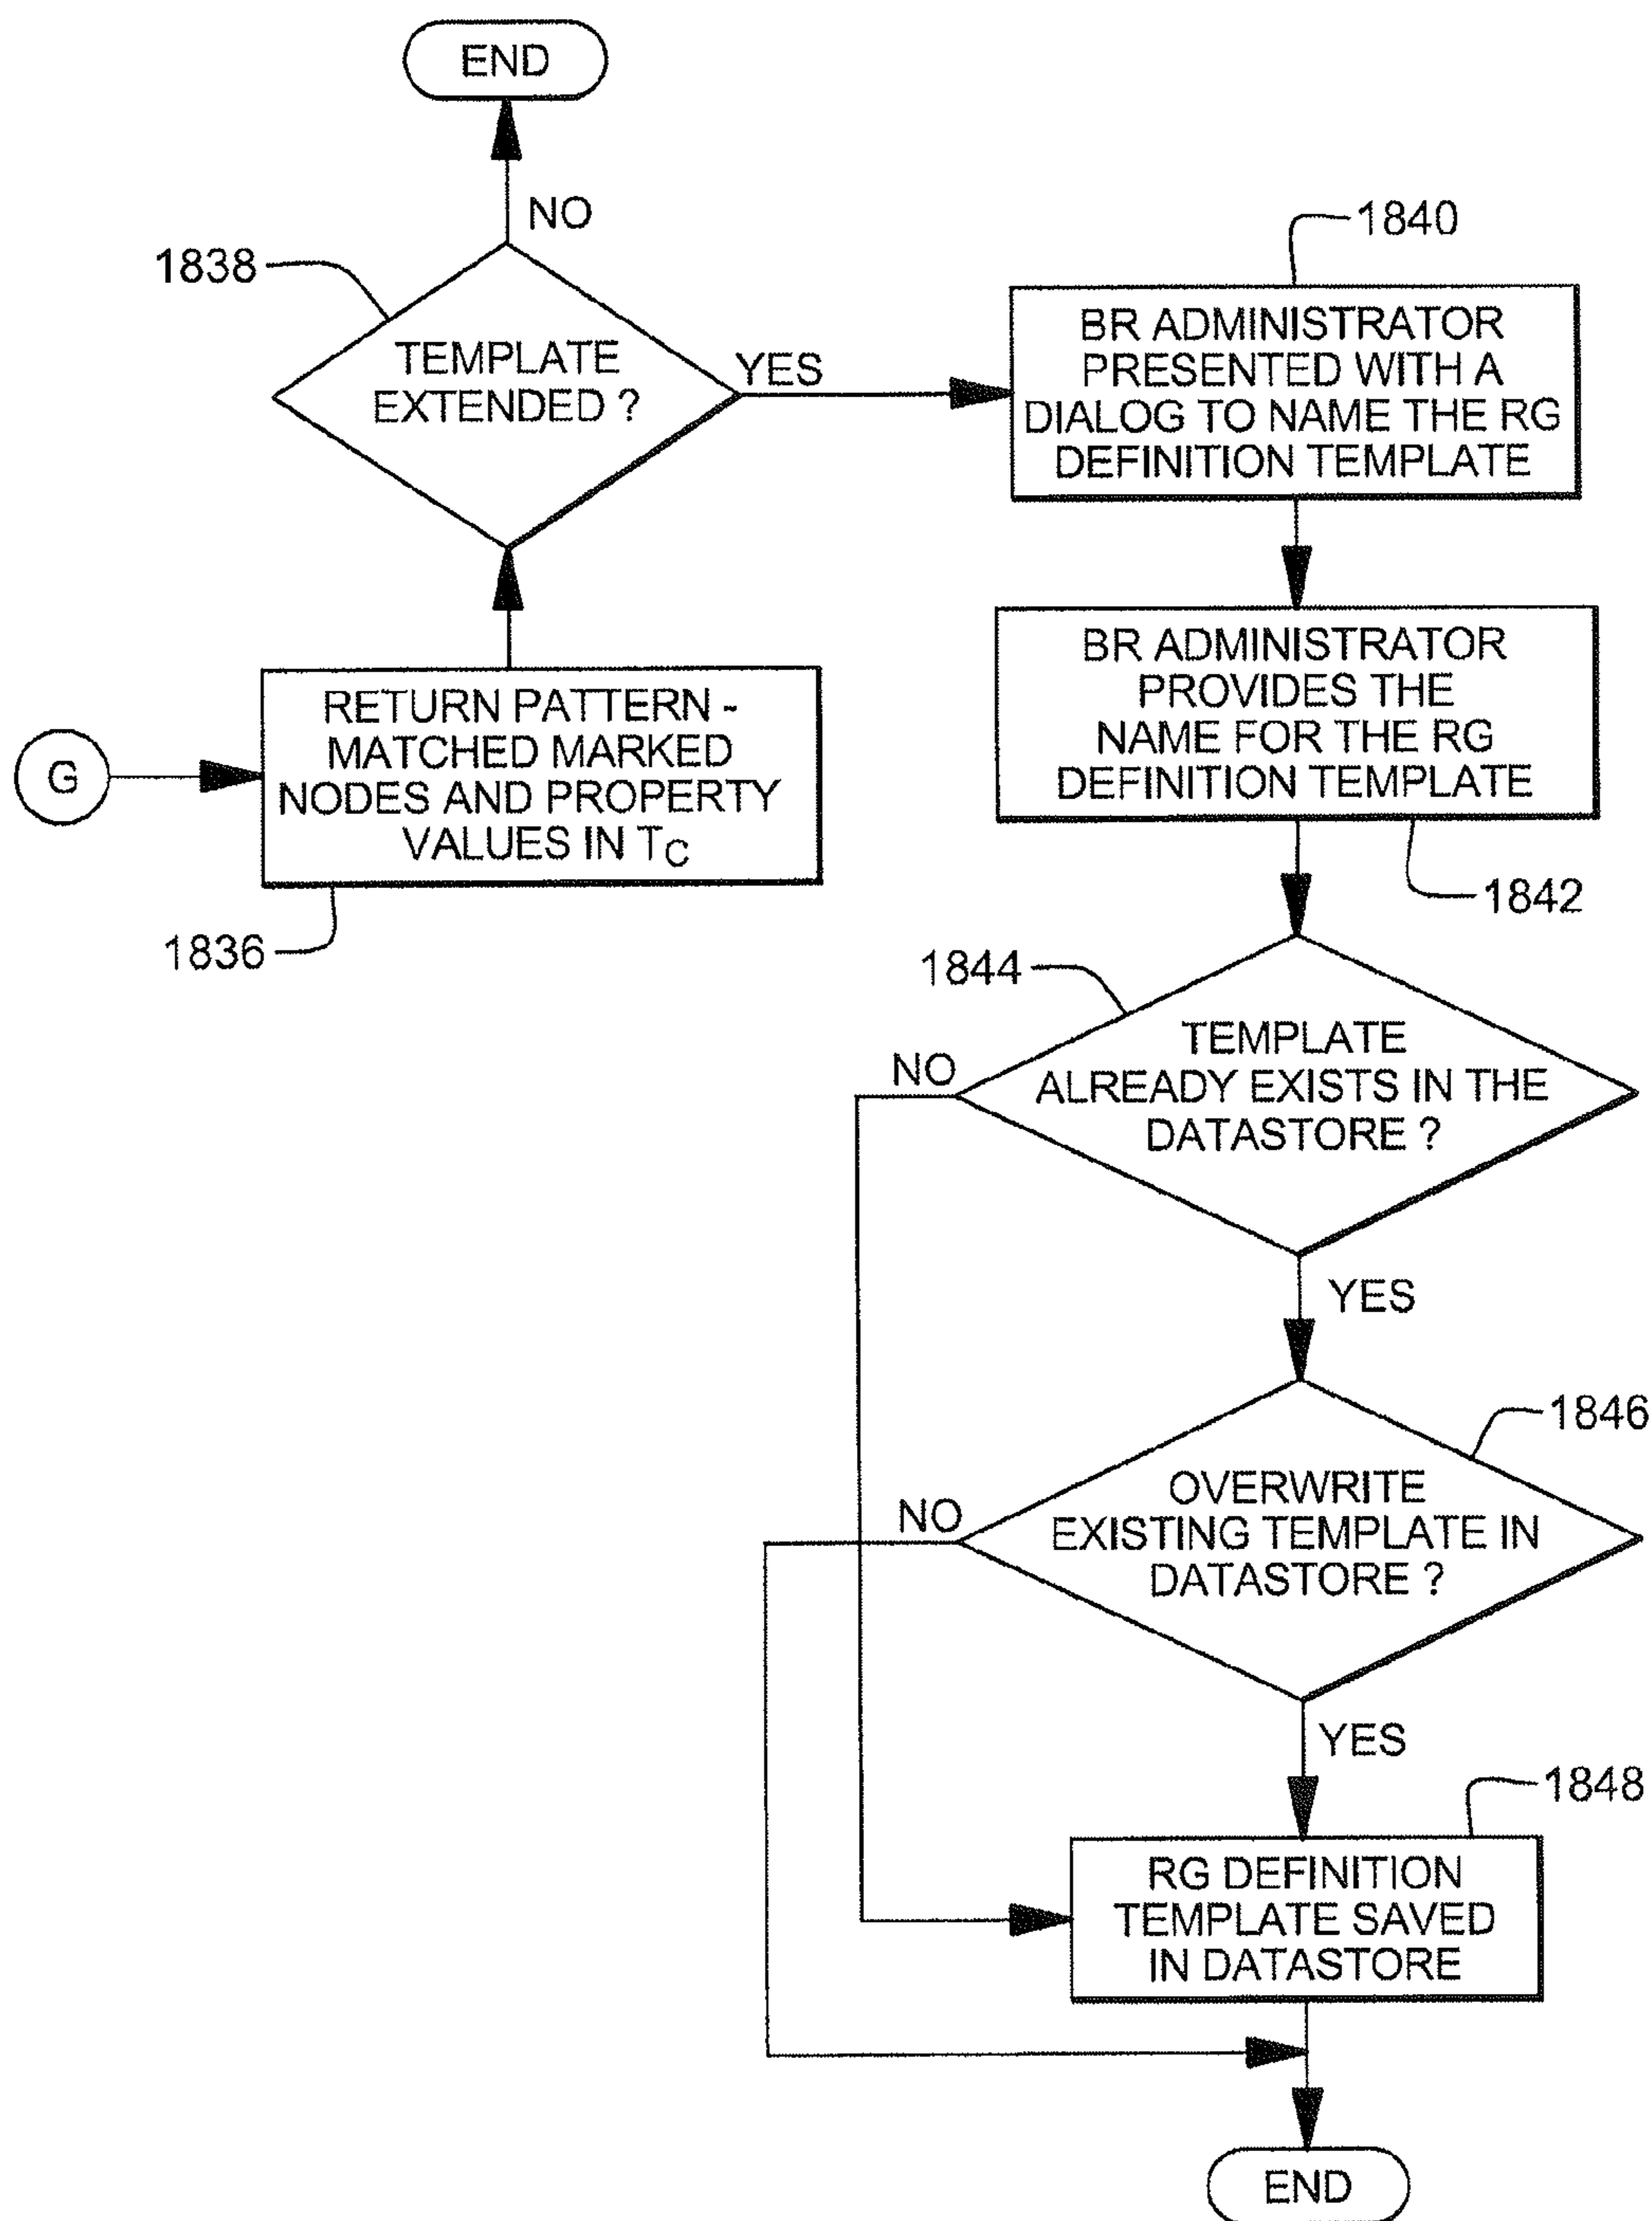 END
NO
1838
TEMPLATE
EXTENDED ?
YES
1840
BR ADMINISTRATOR
PRESENTED WITH A
DIALOG TO NAME THE RG
DEFINITION TEMPLATE
G
RETURN PATTERN -
MATCHED MARKED
NODES AND PROPERTY
VALUES IN TC
1836
BR ADMINISTRATOR
PROVIDES THE
NAME FOR THE RG
DEFINITION TEMPLATE
1842
1844
NO
TEMPLATE
ALREADY EXISTS IN THE
DATASTORE ?
YES
1846
NO
OVERWRITE
EXISTING TEMPLATE IN
DATASTORE ?
YES
1848
RG DEFINITION
TEMPLATE SAVED
IN DATASTORE
END